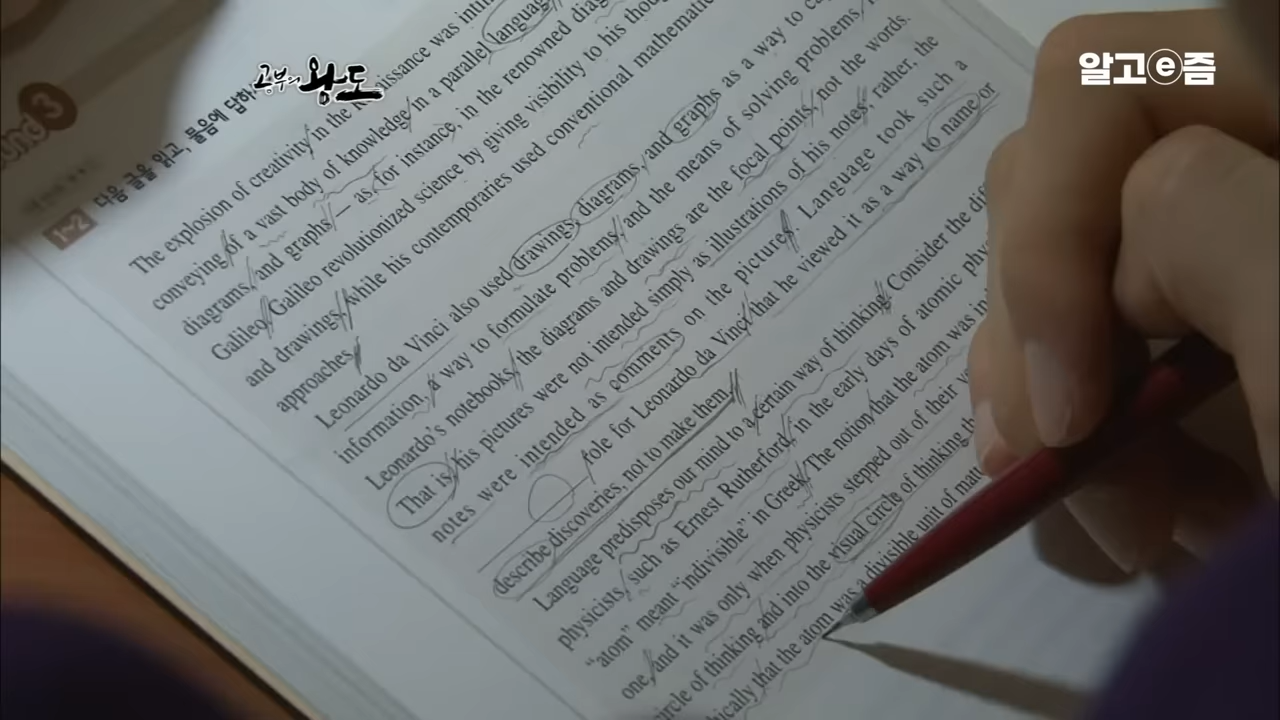 공부의 왕도
알고e즘
3
1~2 다음 글을 읽고, 물음에 답하
The explosion of creativity in the was
conveying of a vast body of knowledge in a parallel
diagrams and graphs — as, for instance, in the renowned
Galileo. Galileo revolutionized science by giving visibility to his
and drawings while his contemporaries used conventional
approaches.
Leonardo da Vinci also used drawings, diagrams, and graphs as a way to
information, a way to formulate problems, and the means of solving problems.
Leonardo's notebooks, the diagrams and drawings are the focal points, not the words.
That is, his pictures were not intended simply as illustrations of his notes, rather, the
notes were intended as comments on the pictures. Language took such a
role for Leonardo da Vinci that he viewed it as a way to name or
describe discoveries, not to make them.
Language predisposes our mind to a certain way of thinking. Consider the
physicists, such as Ernest Rutherford, in the early days of atomic
"atom" meant "indivisible" in Greek. The notion that the atom was
one, and it was only when physicists stepped out of their
circle of thinking and into the visual circle of thinking
that the atom was a divisible unit of